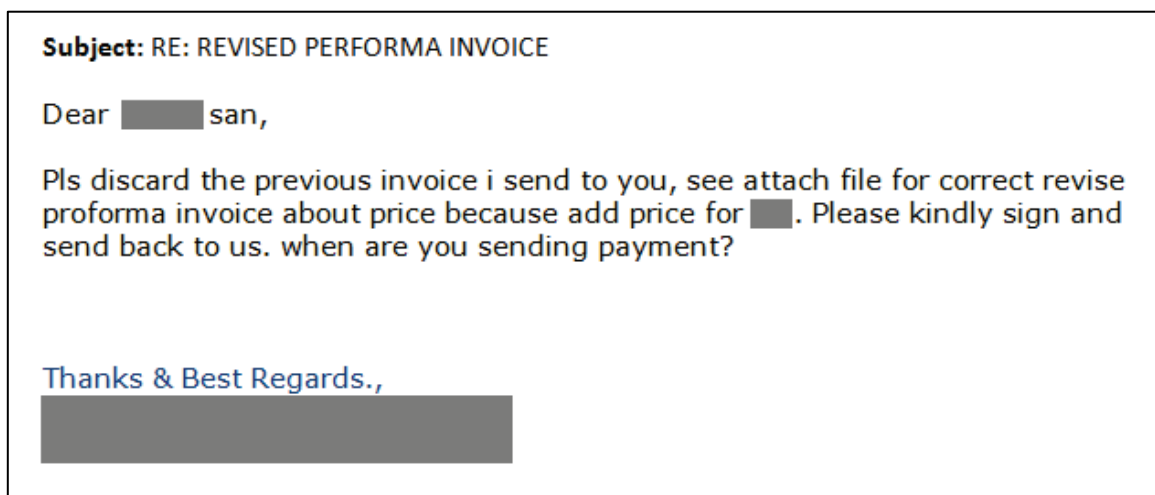 Subject: RE: REVISED PERFORMA INVOICE
Dear san,
Pls discard the previous invoice i send to you, see attach file for correct revise
proforma invoice about price because add price for . Please kindly sign and
send back to us. when are you sending payment?
Thanks & Best Regards.,